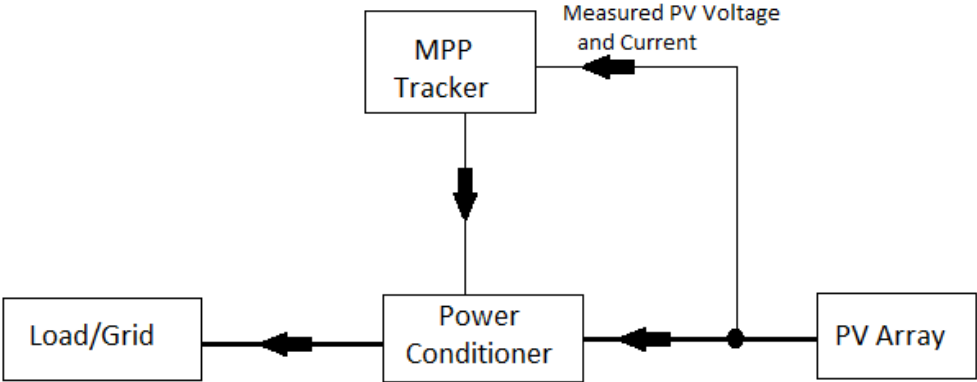 Measured PV Voltage
and Current
MPP
Tracker
Load/Grid
Power
Conditioner
PV Array